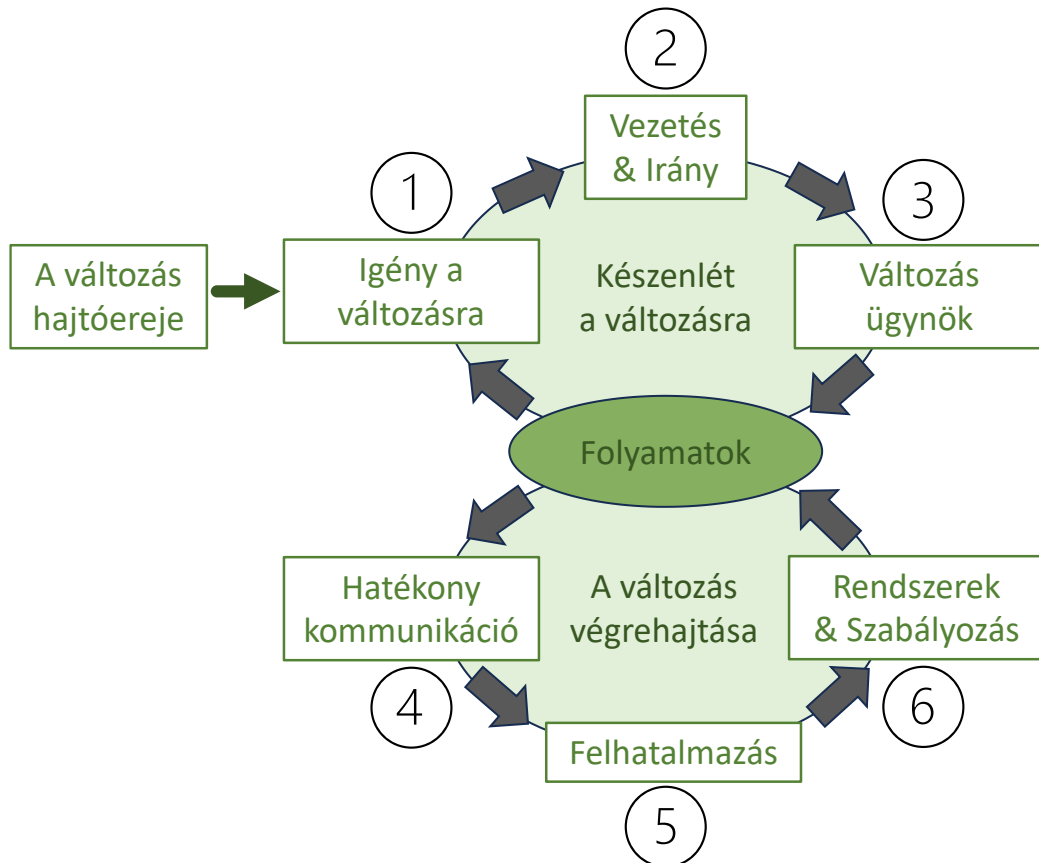 2
Vezetés
& Irány
1
3
A változás
hajtóereje
Igény a
változásra
Készenlét
a változásra
Változás
ügynök
Folyamatok
Hatékony
kommunikáció
A változás
végrehajtása
Rendszerek
& Szabályozás
4
6
Felhatalmazás
5